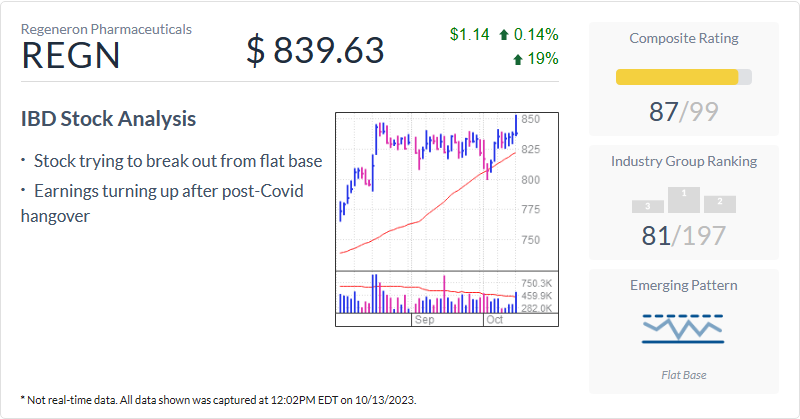 Regeneron Pharmaceuticals
REGN
$ 839.63
$1.14 0.14%
19%
IBD Stock Analysis
• Stock trying to break out from flat base
• Earnings turning up after post-Covid
hangover
850
825
800
775
750
750.3K
459.9K
262.0K
Sep Oct
Composite Rating
87/99
Industry Group Ranking
3 1 2
81/197
Emerging Pattern
Flat Base
* Not real-time data. All data shown was captured at 12:02PM EDT on 10/13/2023.